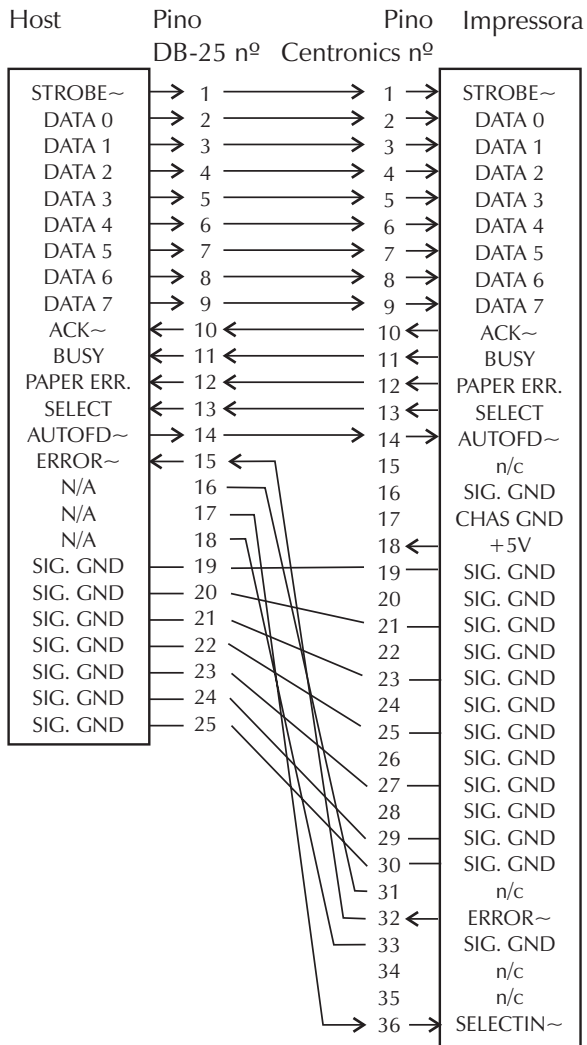 Host Pino Pino Impressora
DB-25 nº Centronics nº
STROBE~ 1 1 STROBE~
DATA 0 2 2 DATA 0
DATA 1 3 3 DATA 1
DATA 2 4 4 DATA 2
DATA 3 5 5 DATA 3
DATA 4 6 6 DATA 4
DATA 5 7 7 DATA 5
DATA 6 8 8 DATA 6
DATA 7 9 9 DATA 7
ACK~ 10 10 ACK~
BUSY 11 11 BUSY
PAPER ERR. 12 12 PAPER ERR.
SELECT 13 13 SELECT
AUTOFD~ 14 14 AUTOFD~
ERROR~ 15 15 n/c
N/A 16 16 SIG. GND
N/A 17 17 CHAS GND
N/A 18 18 +5V
SIG. GND 19 19 SIG. GND
SIG. GND 20 20 SIG. GND
SIG. GND 21 21 SIG. GND
SIG. GND 22 22 SIG. GND
SIG. GND 23 23 SIG. GND
SIG. GND 24 24 SIG. GND
SIG. GND 25 25 SIG. GND
26 SIG. GND
27 SIG. GND
28 SIG. GND
29 SIG. GND
30 SIG. GND
31 n/c
32 ERROR~
33 SIG. GND
34 n/c
35 n/c
36 SELECTIN~